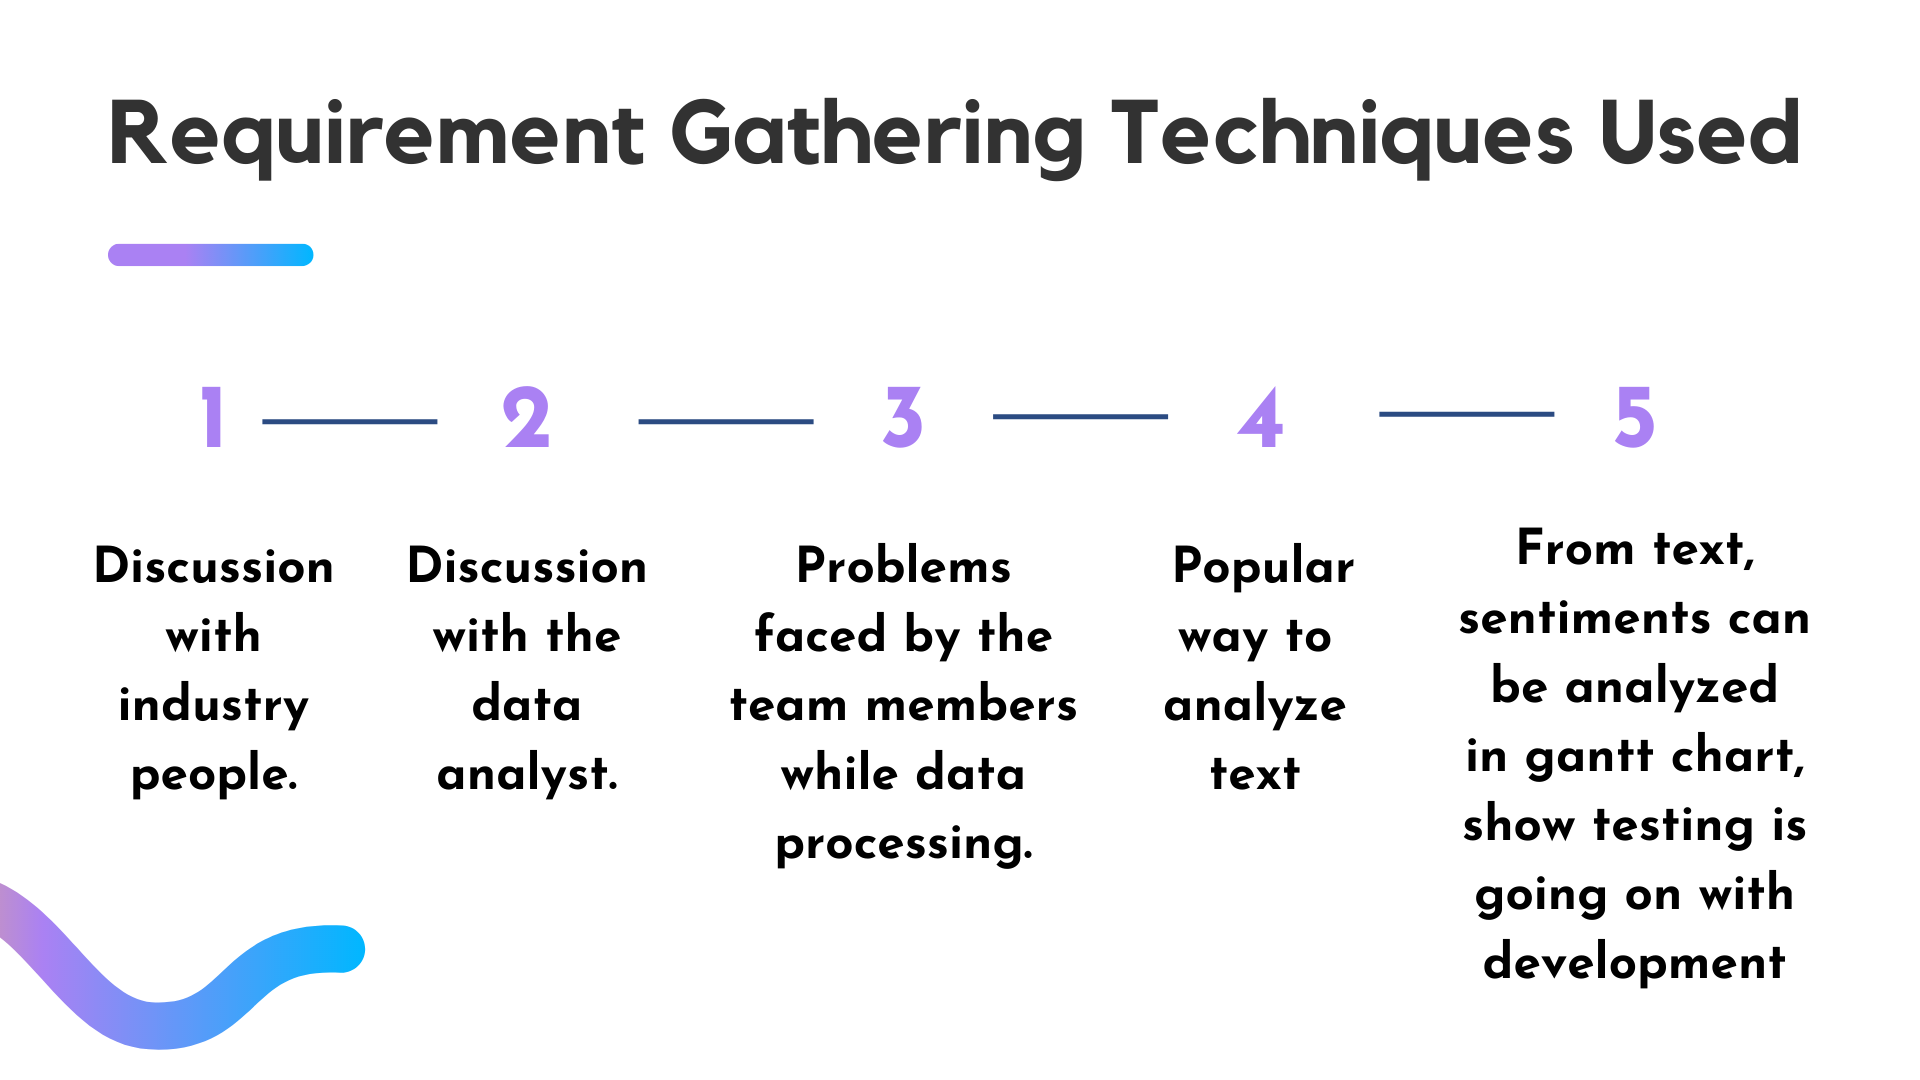 Requirement Gathering Techniques Used
1
Discussion
with
industry
people.
2
Discussion
with the
data
analyst.
3
Problems
faced by the
team members
while data
processing.
4
Popular
way to
analyze
text
5
From text,
sentiments can
be analyzed
in gantt chart,
show testing is
going on with
development